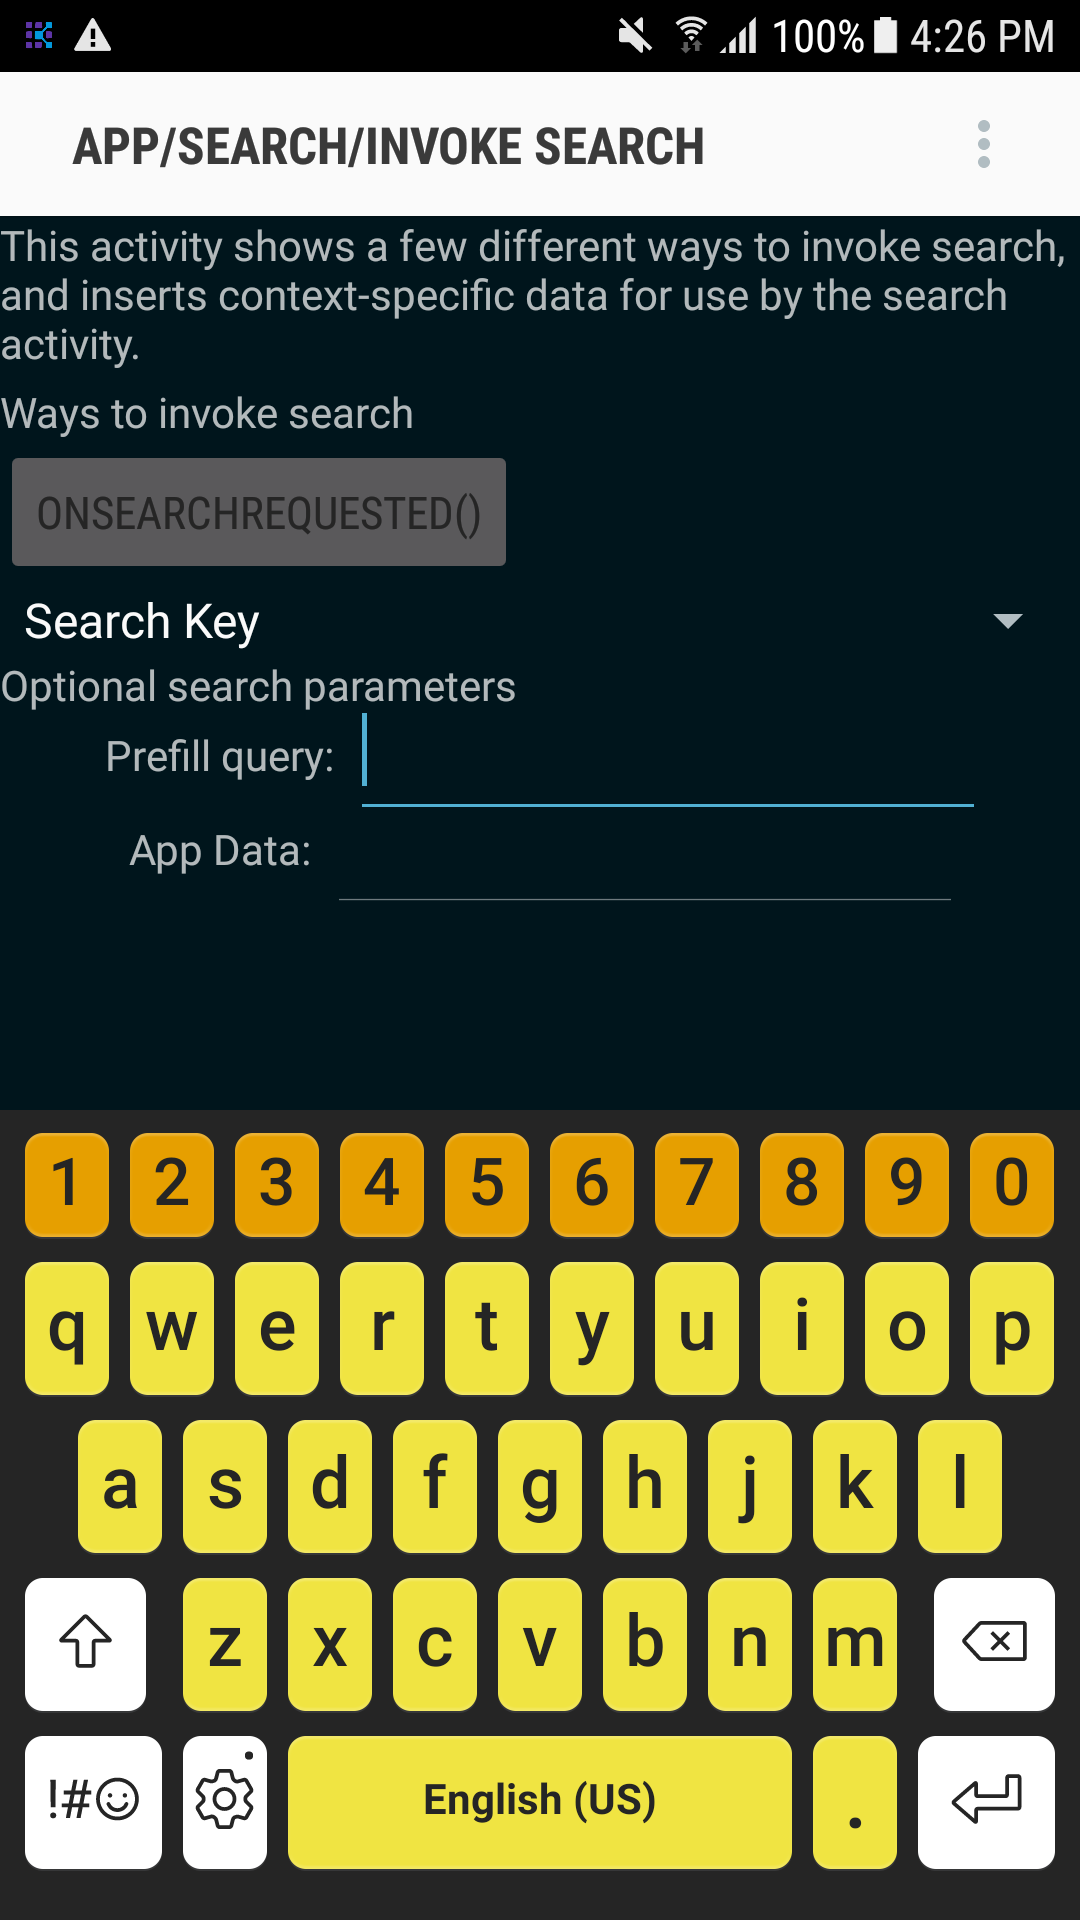 100% 4:26 PM
APP/SEARCH/INVOKE SEARCH
This activity shows a few different ways to invoke search,
and inserts context-specific data for use by the search
activity.
Ways to invoke search
ONSEARCHREQUESTED()
Search Key
Optional search parameters
Prefill query:
App Data:
1 2 3 4 5 6 7 8 9 0
q w e r t y u i o p
a s d f g h j k l
z x c v b n m
!#☺ English (US) .